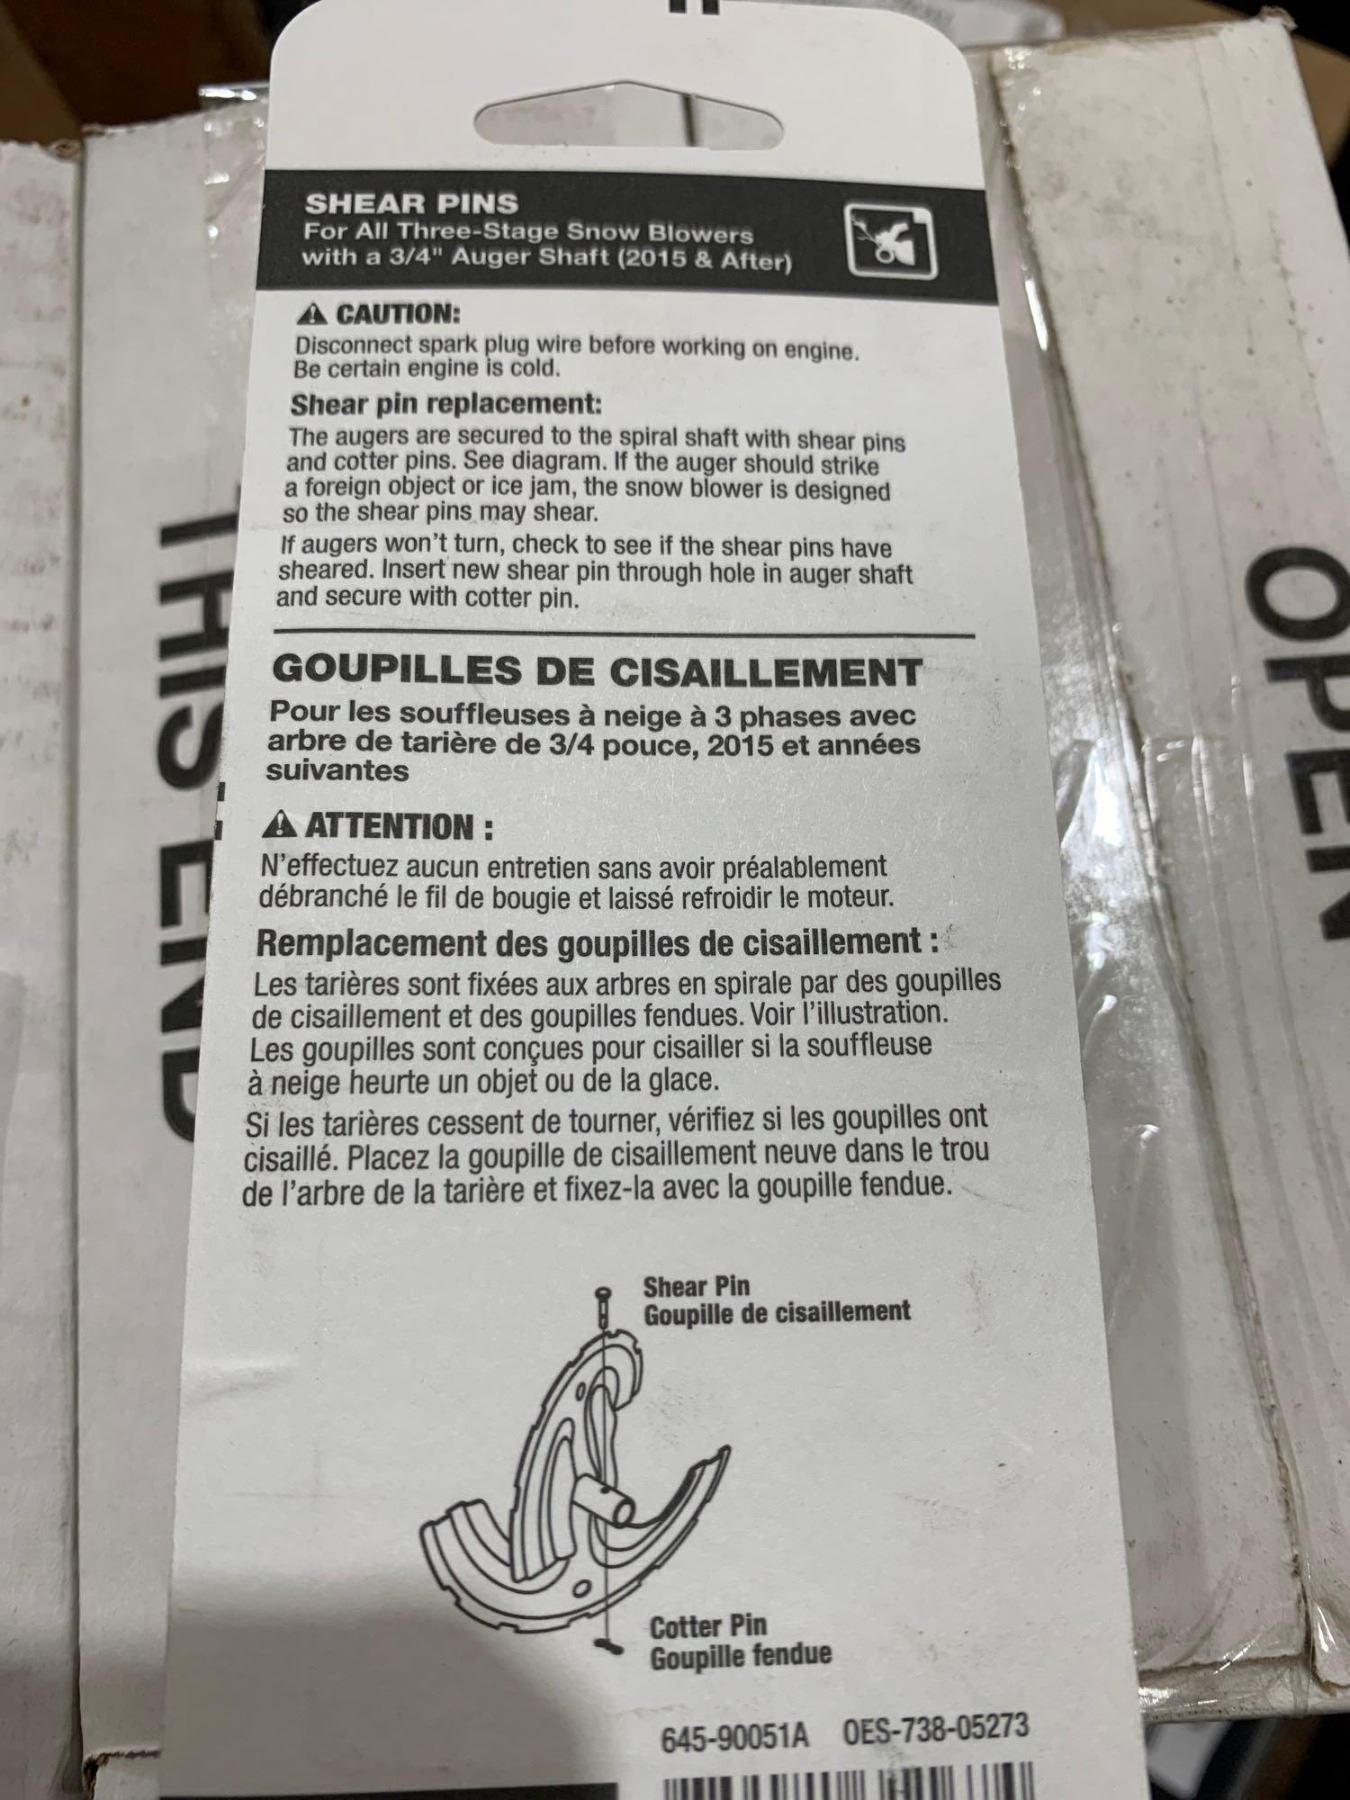 SHEAR PINS
For All Three-Stage Snow Blowers
with a 3/4" Auger Shaft (2015 & After)
CAUTION:
Disconnect spark plug wire before working on engine.
Be certain engine is cold.
Shear pin replacement:
The augers are secured to the spiral shaft with shear pins
and cotter pins. See diagram. If the auger should strike
a foreign object or ice jam, the snow blower is designed
so the shear pins may shear.
If augers won't turn, check to see if the shear pins have
sheared. Insert new shear pin through hole in auger shaft
and secure with cotter pin.
GOUPILLES DE CISAILLEMENT
Pour les souffleuses à neige à 3 phases avec
arbre de tarière de 3/4 pouce, 2015 et années
suivantes
ATTENTION :
N'effectuez aucun entretien sans avoir préalablement
débranché le fil de bougie et laissé refroidir le moteur.
Remplacement des goupilles de cisaillement :
Les tarières sont fixées aux arbres en spirale par des goupilles
de cisaillement et des goupilles fendues. Voir l'illustration.
Les goupilles sont conçues pour cisailler si la souffleuse
à neige heurte un objet ou de la glace.
Si les tarières cessent de tourner, vérifiez si les goupilles ont
cisaillé. Placez la goupille de cisaillement neuve dans le trou
de l'arbre de la tarière et fixez-la avec la goupille fendue.
Shear Pin
Goupille de cisaillement
Cotter Pin
Goupille fendue
645-90051A OES-738-05273
THIS END
OPEN